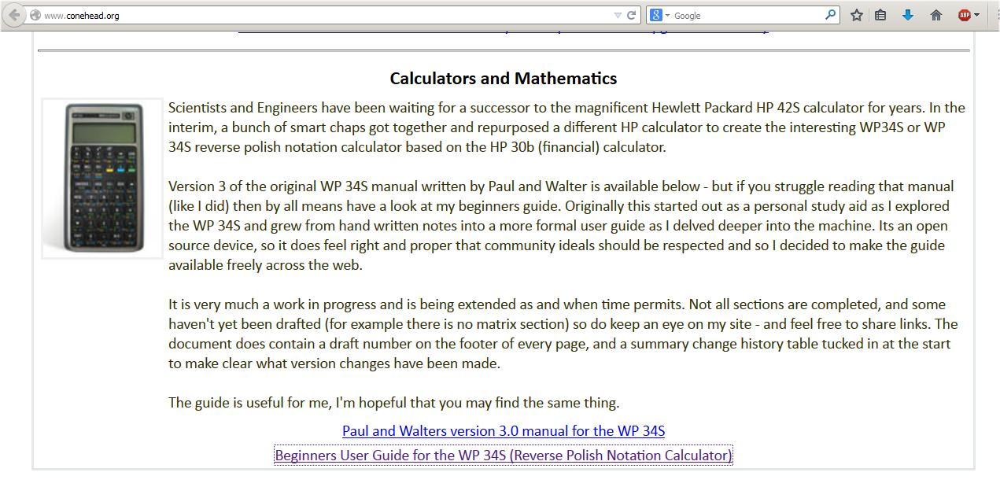 www.conehead.org
Google
ABP
Calculators and Mathematics
Scientists and Engineers have been waiting for a successor to the magnificent Hewlett Packard HP 42S calculator for years. In the
interim, a bunch of smart chaps got together and repurposed a different HP calculator to create the interesting WP34S or WP
34S reverse polish notation calculator based on the HP 30b (financial) calculator.
Version 3 of the original WP 34S manual written by Paul and Walter is available below - but if you struggle reading that manual
(like I did) then by all means have a look at my beginners guide. Originally this started out as a personal study aid as I explored
the WP 34S and grew from hand written notes into a more formal user guide as I delved deeper into the machine. Its an open
source device, so it does feel right and proper that community ideals should be respected and so I decided to make the guide
available freely across the web.
It is very much a work in progress and is being extended as and when time permits. Not all sections are completed, and some
haven't yet been drafted (for example there is no matrix section) so do keep an eye on my site - and feel free to share links. The
document does contain a draft number on the footer of every page, and a summary change history table tucked in at the start
to make clear what version changes have been made.
The guide is useful for me, I'm hopeful that you may find the same thing.
Paul and Walters version 3.0 manual for the WP 34S
Beginners User Guide for the WP 34S (Reverse Polish Notation Calculator)